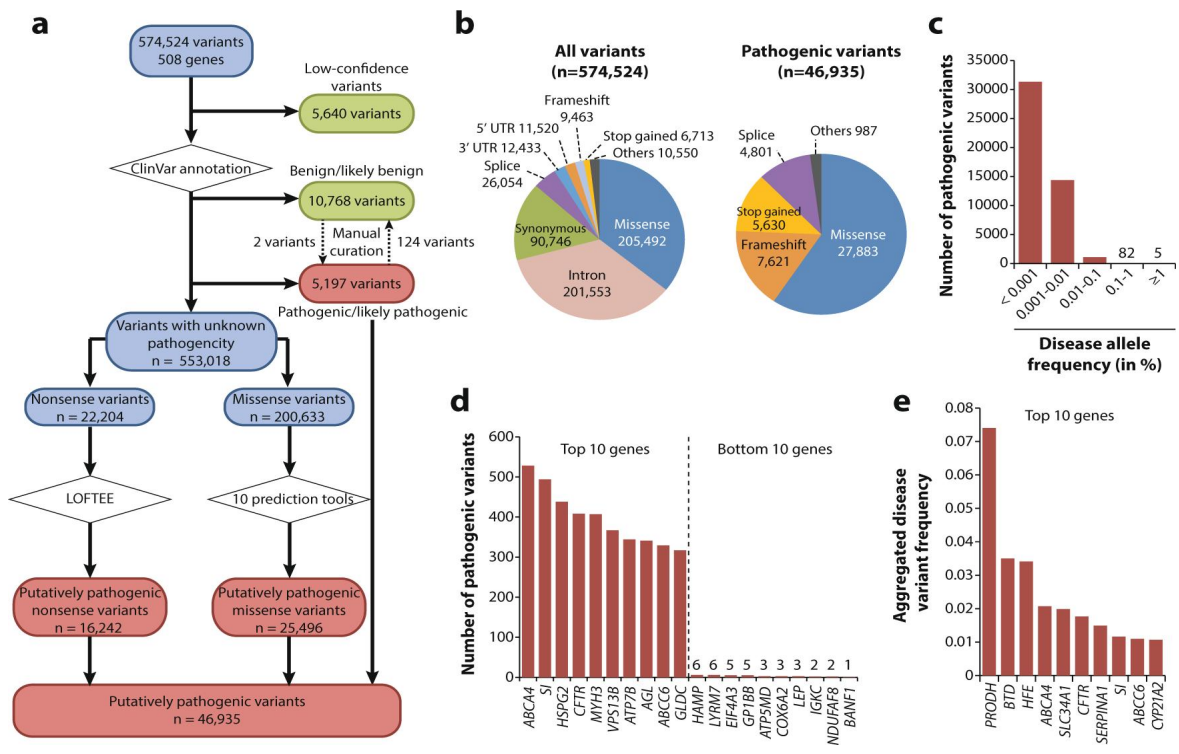 a
574,524 variants
508 genes
Low-confidence
variants
5,640 variants
ClinVar annotation
Benign/likely benign
10,768 variants
2 variants
Manual
curation
124 variants
5,197 variants
Pathogenic/likely pathogenic
Variants with unknown
pathogencity
n = 553,018
Nonsense variants
n = 22,204
Missense variants
n = 200,633
LOFTEE
10 prediction tools
Putatively pathogenic
nonsense variants
n = 16,242
Putatively pathogenic
missense variants
n = 25,496
Putatively pathogenic variants
n = 46,935
b
All variants
(n=574,524)
Frameshift
9,463
5' UTR 11,520
3' UTR 12,433
Splice
26,054
Stop gained 6,713
Others 10,550
Synonymous
90,746
Missense
205,492
Intron
201,553
Pathogenic variants
(n=46,935)
Splice
4,801
Others 987
Stop gained
5,630
Frameshift
7,621
Missense
27,883
c
Number of pathogenic variants
35000
30000
25000
20000
15000
10000
5000
0
82
5
< 0.001
0.001-0.01
0.01-0.1
0.1-1
≥1
Disease allele
frequency (in %)
d
Number of pathogenic variants
600
500
400
300
200
100
0
Top 10 genes
Bottom 10 genes
6 6 5 5 3 3 3 2 2 1
ABCA4
SI
HSPG2
CFTR
MYH3
VPS13B
ATP7B
AGL
ABCC6
GLDC
HAMP
LYRM7
EIF4A3
GP1BB
ATP5MD
COX6A2
LEP
IGKC
NDUFAF8
BANF1
e
Aggregated disease
variant frequency
0.08
0.07
0.06
0.05
0.04
0.03
0.02
0.01
0
Top 10 genes
PRODH
BTD
HFE
ABCA4
SLC34A1
CFTR
SERPINA1
SI
ABCC6
CYP21A2